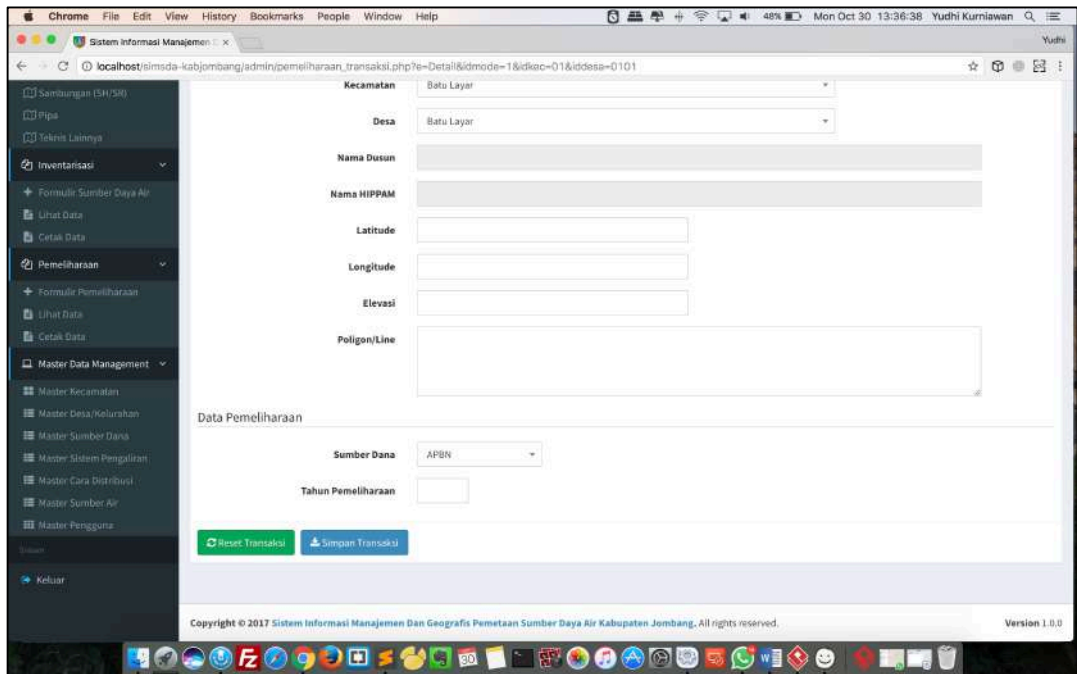 Chrome File Edit View History Bookmarks People Window Help 48% Mon Oct 30 13:36:38 Yudhi Kurniawan
Sistem Informasi Manajemen Yudhi
localhost/simsda-kabjombang/admin/pemeliharaan_transaksi.php?e=Detail&idmode=1&idkec=01&iddesa=0101
Sambungan (SH/SR)
Pipa
Teknis Lainnya
Inventarisasi
Formulir Sumber Daya Air
Lihat Data
Cetak Data
Pemeliharaan
Formulir Pemeliharaan
Lihat Data
Cetak Data
Master Data Management
Master Kecamatan
Master Desa/Kelurahan
Master Sumber Dana
Master Sistem Pengaliran
Master Cara Distribusi
Master Sumber Air
Master Pengguna
Keluar
Kecamatan Batu Layar
Desa Batu Layar
Nama Dusun
Nama HIPPAM
Latitude
Longitude
Elevasi
Poligon/Line
Data Pemeliharaan
Sumber Dana APBN
Tahun Pemeliharaan
Reset Transaksi Simpan Transaksi
Copyright © 2017 Sistem Informasi Manajemen Dan Geografis Pemetaan Sumber Daya Air Kabupaten Jombang. All rights reserved. Version 1.0.0